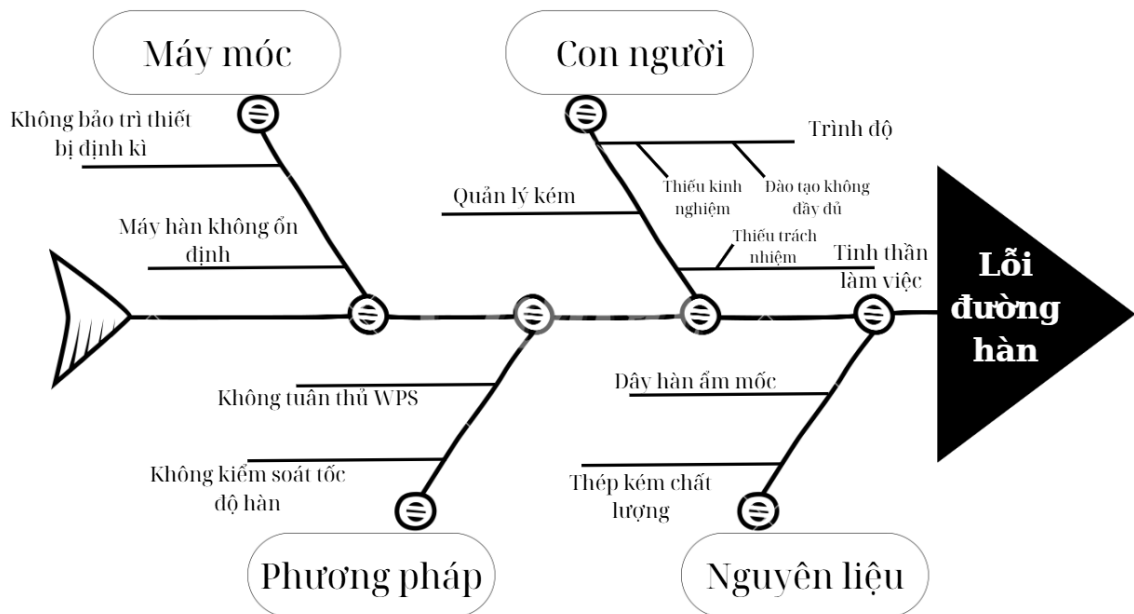 Máy móc
Con người
Không bảo trì thiết
bị định kì
Trình độ
Thiếu kinh
nghiệm
Đào tạo không
đầy đủ
Quản lý kém
Máy hàn không ổn
định
Thiếu trách
nhiệm
Tinh thần
làm việc
Lỗi
đường
hàn
Không tuân thủ WPS
Dây hàn ẩm mốc
Không kiểm soát tốc
độ hàn
Thép kém chất
lượng
Phương pháp
Nguyên liệu